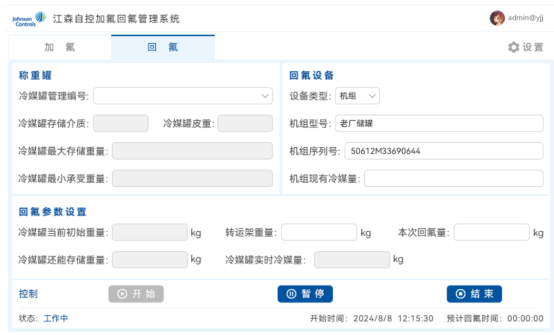 Johnson Controls 江森自控加氟回氟管理系统 admin@yjj
加 氟 回 氟 设置
称重罐
冷媒罐管理编号:
冷媒罐存储介质: 冷媒罐皮重:
冷媒罐最大存储重量:
冷媒罐最小承受重量:
回氟设备
设备类型: 机组
机组型号: 老厂储罐
机组序列号: 50612M33690644
机组现有冷媒量:
回氟参数设置
冷媒罐当前初始重量: kg 转运架重量: kg 本次回氟量: kg
冷媒罐还能存储重量: kg 冷媒罐实时冷媒量: kg
控制 开 始 暂 停 结 束
状态: 工作中 开始时间: 2024/8/8 12:15:30 预计回氟时间: 00:00:00